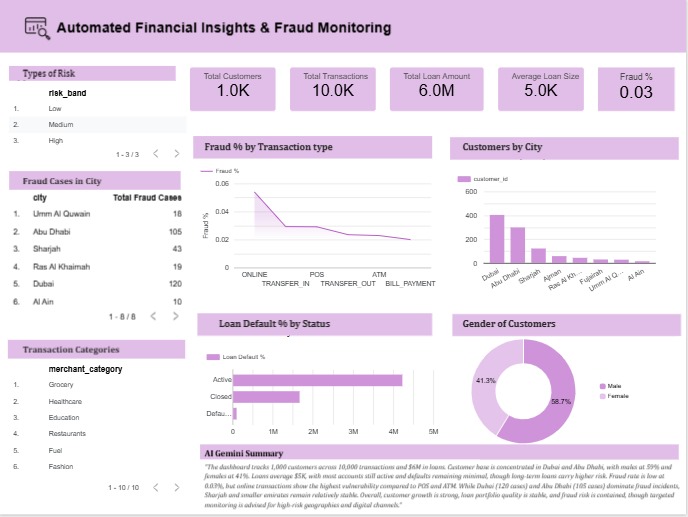 Automated Financial Insights & Fraud Monitoring
Types of Risk
risk_band
1. Low
2. Medium
3. High
1 - 3 / 3
Total Customers
1.0K
Total Transactions
10.0K
Total Loan Amount
6.0M
Average Loan Size
5.0K
Fraud %
0.03
Fraud Cases in City
city Total Fraud Cases
1. Umm Al Quwain 18
2. Abu Dhabi 105
3. Sharjah 43
4. Ras Al Khaimah 19
5. Dubai 120
6. Al Ain 10
1 - 8 / 8
Fraud % by Transaction type
Fraud %
0.06
0.04
0.02
0
Fraud %
ONLINE POS ATM
TRANSFER_IN TRANSFER_OUT BILL_PAYMENT
Customers by City
customer_id
600
400
200
0
Dubai
Abu Dhabi
Sharjah
Ajman
Ras Al Kh...
Fujairah
Umm Al Q...
Al Ain
Transaction Categories
merchant_category
1. Grocery
2. Healthcare
3. Education
4. Restaurants
5. Fuel
6. Fashion
1 - 10 / 10
Loan Default % by Status
Loan Default %
Active
Closed
Defau...
0 1M 2M 3M 4M 5M
Gender of Customers
41.3%
58.7%
Male
Female
AI Gemini Summary
"The dashboard tracks 1,000 customers across 10,000 transactions and $6M in loans. Customer base is concentrated in Dubai and Abu Dhabi, with males at 59% and
females at 41%. Loans average $5K, with most accounts still active and defaults remaining minimal, though long-term loans carry higher risk. Fraud rate is low at
0.03%, but online transactions show the highest vulnerability compared to POS and ATM. While Dubai (120 cases) and Abu Dhabi (105 cases) dominate fraud incidents,
Sharjah and smaller emirates remain relatively stable. Overall, customer growth is strong, loan portfolio quality is stable, and fraud risk is contained, though targeted
monitoring is advised for high-risk geographies and digital channels."